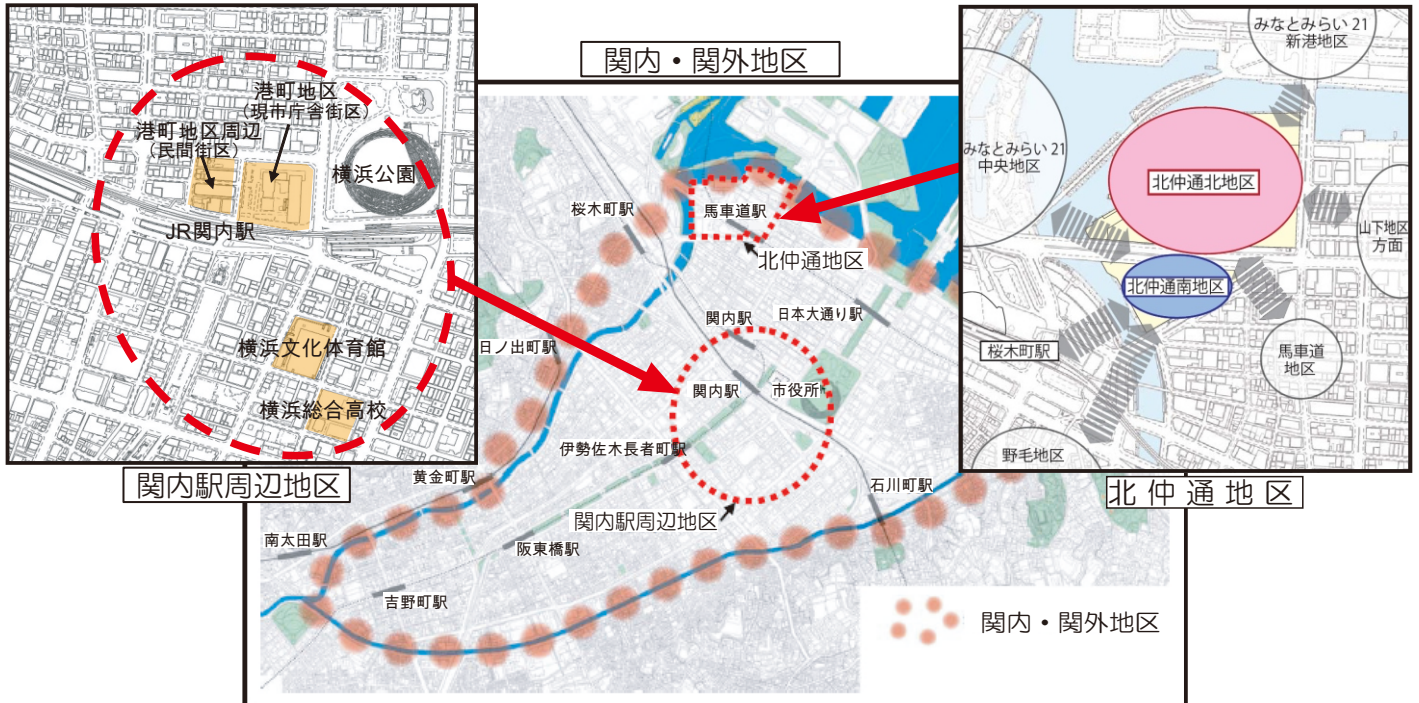 関内・関外地区
港町地区
（現市庁舎街区）
港町地区周辺
（民間街区）
横浜公園
JR関内駅
横浜文化体育館
横浜総合高校
関内駅周辺地区
桜木町駅
馬車道駅
北仲通地区
日本大通り駅
関内駅
日ノ出町駅
関内駅
市役所
伊勢佐木長者町駅
黄金町駅
石川町駅
関内駅周辺地区
南太田駅
阪東橋駅
吉野町駅
関内・関外地区
みなとみらい21
新港地区
みなとみらい21
中央地区
北仲通北地区
山下地区
方面
北仲通南地区
桜木町駅
馬車道
地区
野毛地区
北仲通地区